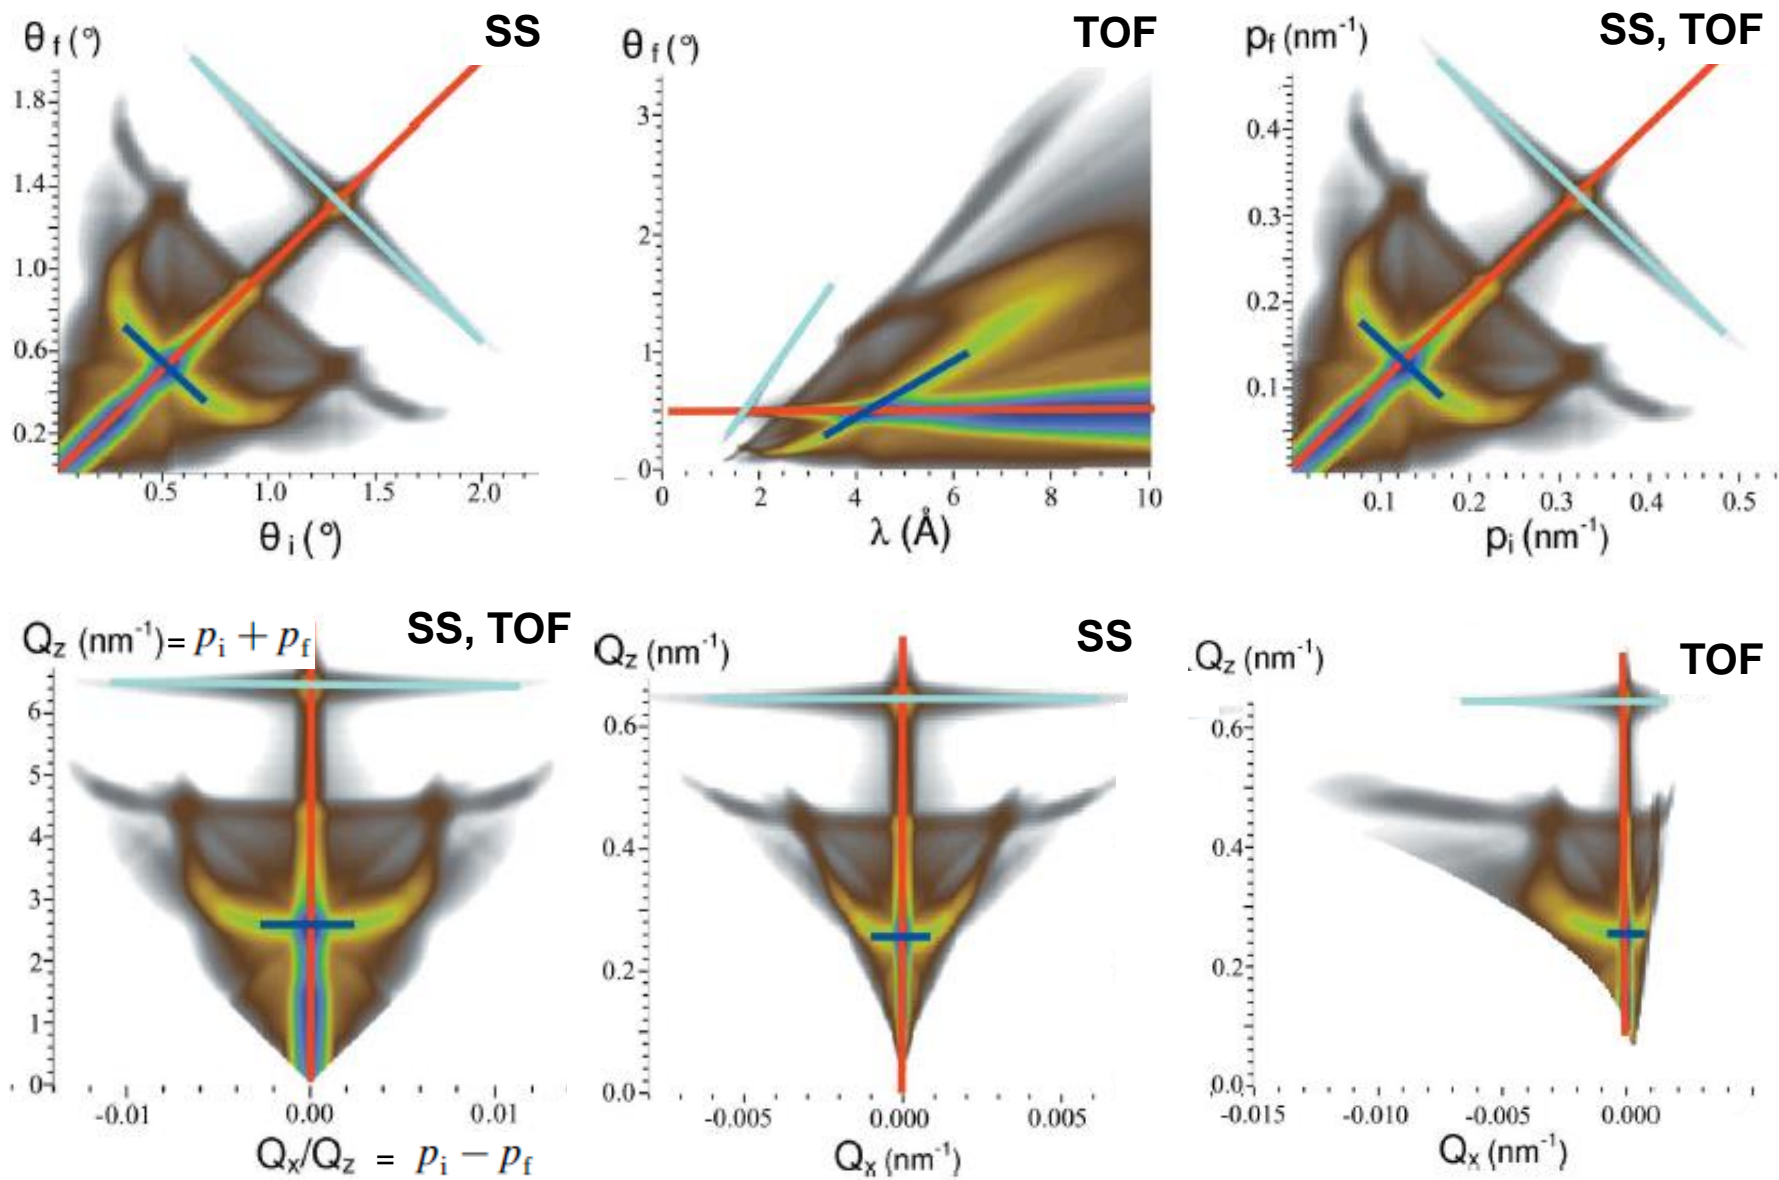 θ f (°)
SS
1.8
1.4
1.0
0.6
0.2
0.5 1.0 1.5 2.0
θ i (°)
θ f (°)
TOF
3
2
1
0
0 2 4 6 8 10
λ (Å)
pf (nm-1)
SS, TOF
0.4
0.3
0.2
0.1
0.1 0.2 0.3 0.4 0.5
pi (nm-1)
Qz (nm-1)= pi + pf
SS, TOF
6
5
4
3
2
1
0
-0.01 0.00 0.01
Qx/Qz = pi − pf
Qz (nm-1)
SS
0.6
0.4
0.2
0.0
-0.005 0.000 0.005
Qx (nm-1)
Qz (nm-1)
TOF
0.6
0.4
0.2
0.0
-0.015 -0.010 -0.005 0.000
Qx (nm-1)